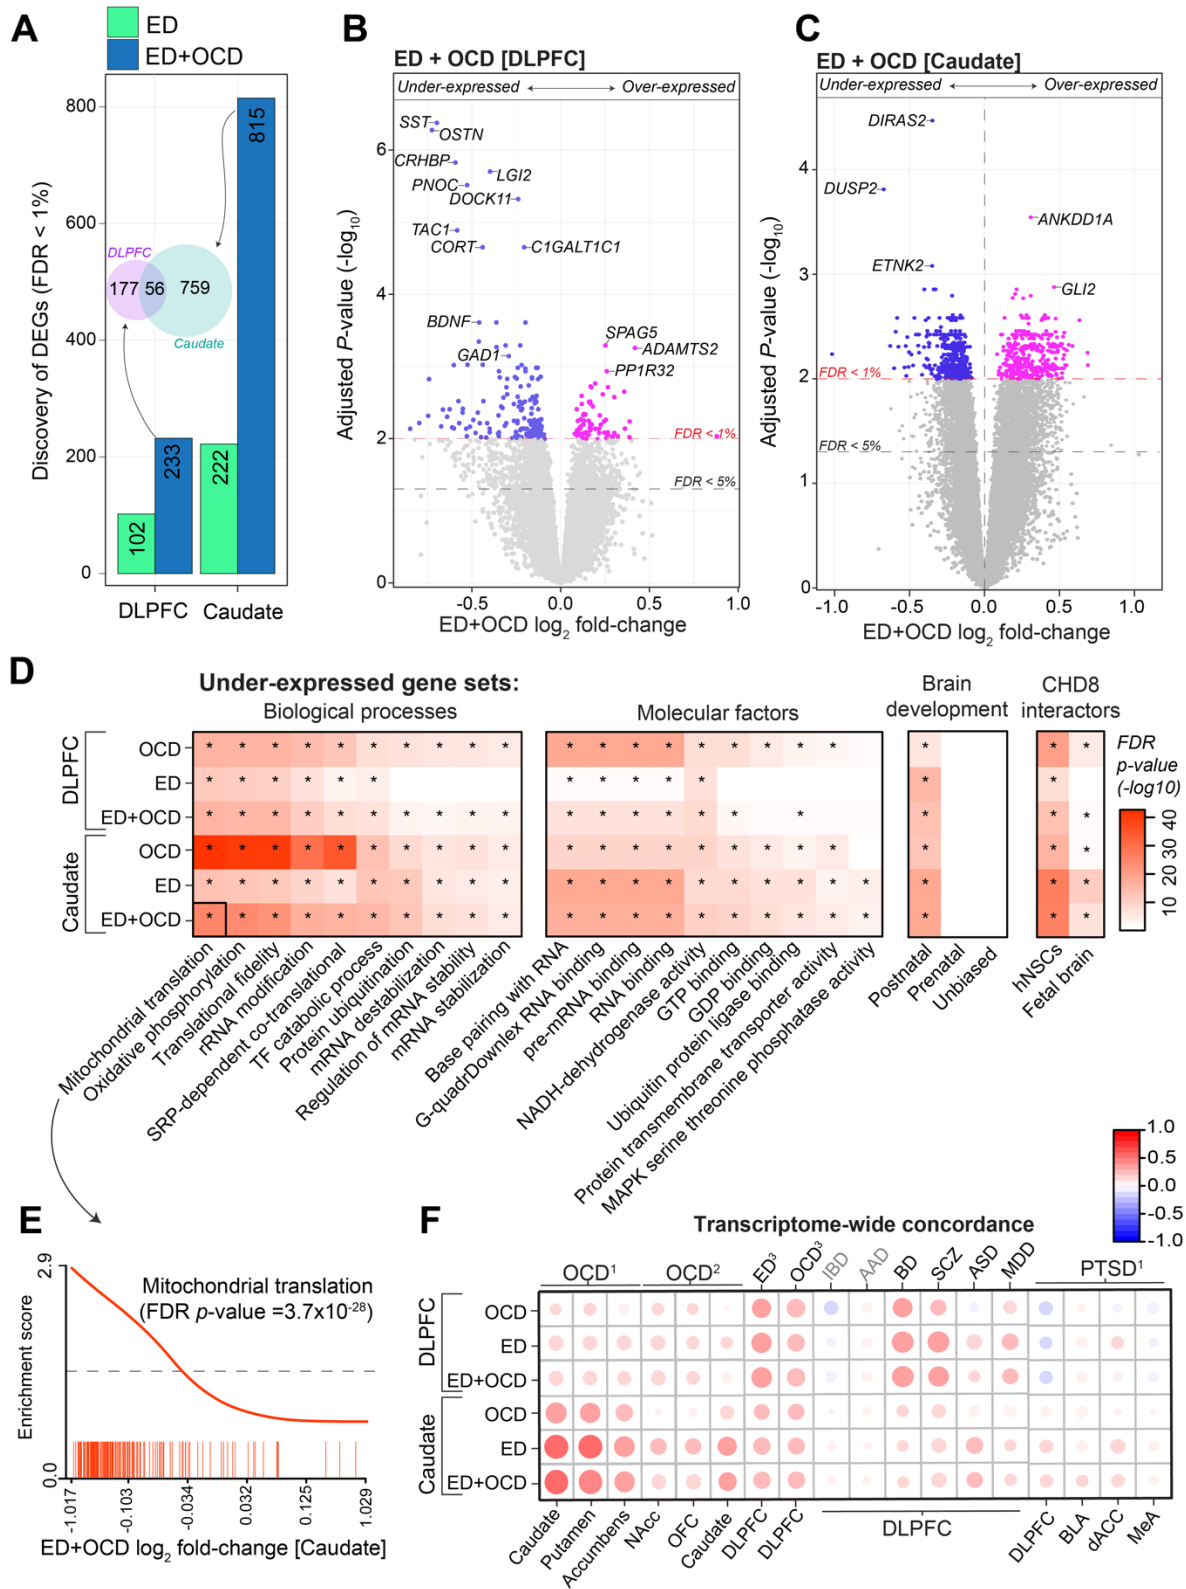 A
ED
ED+OCD
Discovery of DEGs (FDR < 1%)
800
600
400
200
0
815
DLPFC
177 56 759
Caudate
102
233
222
DLPFC Caudate
B
ED + OCD [DLPFC]
Under-expressed Over-expressed
SST
OSTN
CRHBP
LGI2
PNOC
DOCK11
TAC1
CORT
C1GALT1C1
BDNF
GAD1
SPAG5
ADAMTS2
PP1R32
FDR < 1%
FDR < 5%
Adjusted P-value (-log10)
6
4
2
0
-0.5 0.0 0.5 1.0
ED+OCD log2 fold-change
C
ED + OCD [Caudate]
Under-expressed Over-expressed
DIRAS2
DUSP2
ANKDD1A
ETNK2
GLI2
FDR < 1%
FDR < 5%
Adjusted P-value (-log10)
4
3
2
1
0
-1.0 -0.5 0.0 0.5 1.0
ED+OCD log2 fold-change
D
Under-expressed gene sets:
Biological processes
Molecular factors
Brain development
CHD8 interactors
DLPFC
OCD
ED
ED+OCD
Caudate
OCD
ED
ED+OCD
FDR
p-value
(-log10)
40
30
20
10
Mitochondrial translation
Oxidative phosphorylation
Translational fidelity
rRNA modification
SRP-dependent co-translational
TF catabolic process
Protein ubiquitination
mRNA destabilization
Regulation of mRNA stability
mRNA stabilization
Base pairing with RNA
G-quadrDownlex RNA binding
pre-mRNA binding
RNA binding
NADH-dehydrogenase activity
GTP binding
GDP binding
Ubiquitin protein ligase binding
Protein transmembrane transporter activity
MAPK serine threonine phosphatase activity
Postnatal
Prenatal
Unbiased
hNSCs
Fetal brain
E
Mitochondrial translation
(FDR p-value =3.7x10-28)
Enrichment score
2.9
0.0
-1.017 -0.103 -0.034 0.032 0.125 1.029
ED+OCD log2 fold-change [Caudate]
F
Transcriptome-wide concordance
1.0
0.5
0.0
-0.5
-1.0
OCD1 OCD2 ED3 OCD3 IBD AAD BD SCZ ASD MDD PTSD1
DLPFC
OCD
ED
ED+OCD
Caudate
OCD
ED
ED+OCD
Caudate Putamen Accumbens NAcc OFC Caudate DLPFC DLPFC DLPFC DLPFC BLA dACC MeA